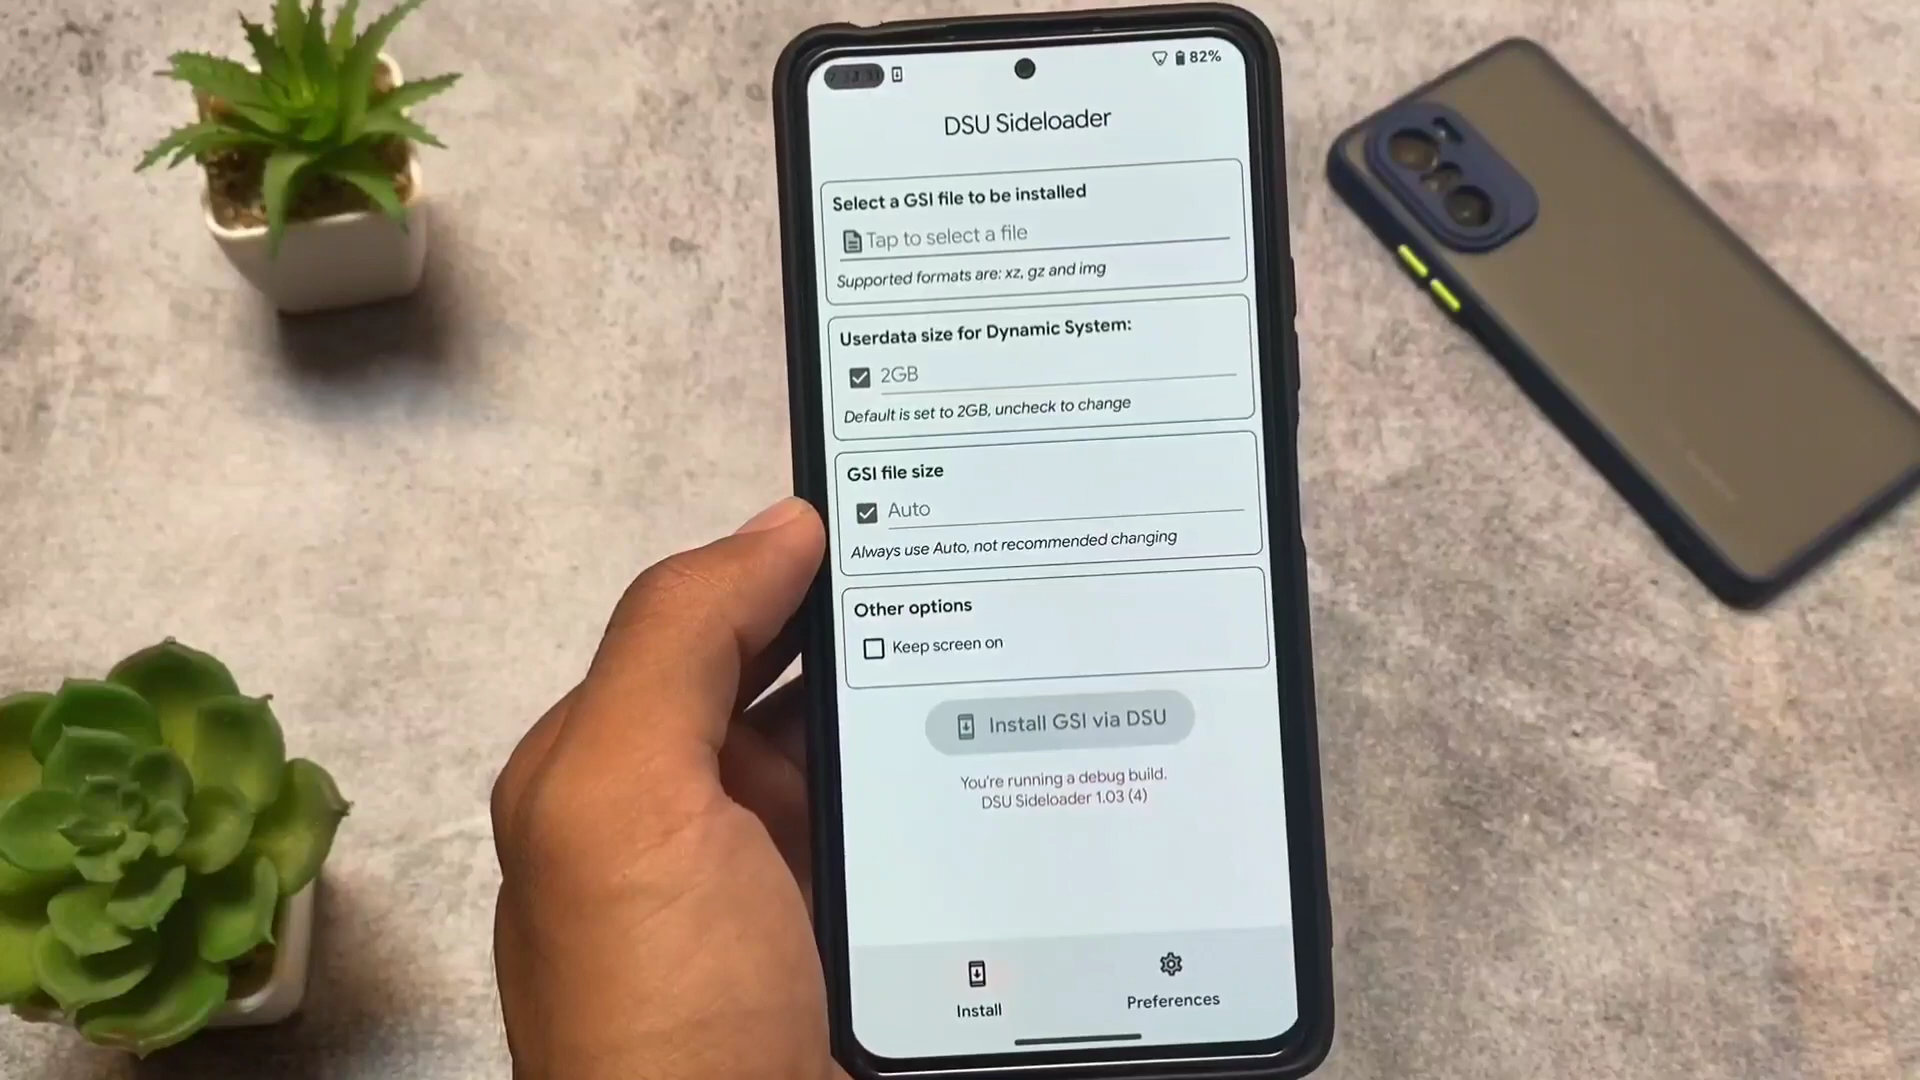 82%
DSU Sideloader
Select a GSI file to be installed
Tap to select a file
Supported formats are: xz, gz and img
Userdata size for Dynamic System:
2GB
Default is set to 2GB, uncheck to change
GSI file size
Auto
Always use Auto, not recommended changing
Other options
Keep screen on
Install GSI via DSU
You're running a debug build.
DSU Sideloader 1.03 (4)
Install
Preferences